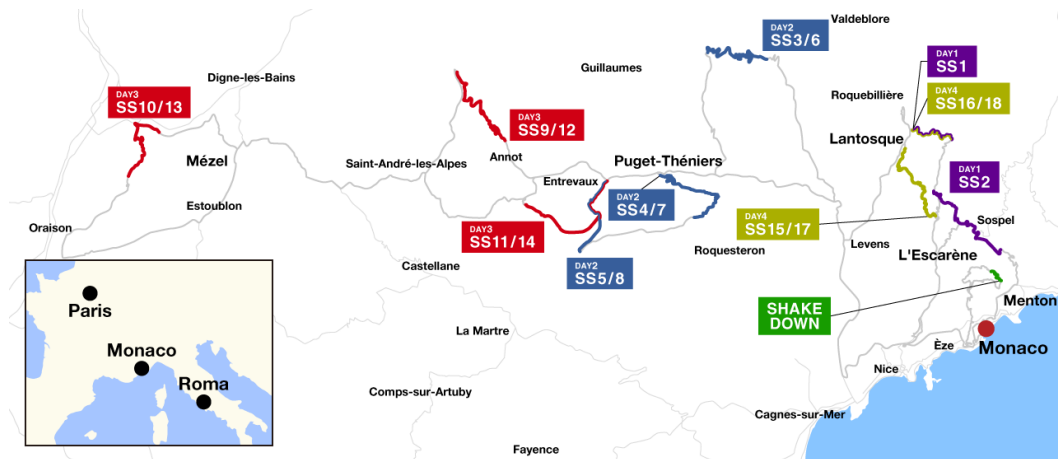 DAY2
SS3/6
Valdeblore
Guillaumes
DAY1
SS1
Digne-les-Bains
DAY3
SS10/13
Roquebillière
DAY4
SS16/18
DAY3
SS9/12
Lantosque
Mézel
Saint-André-les-Alpes
Annot
Puget-Théniers
DAY1
SS2
Entrevaux
Estoublon
DAY2
SS4/7
DAY4
SS15/17
Sospel
Oraison
DAY3
SS11/14
Levens
Roquesteron
L'Escarène
Castellane
DAY2
SS5/8
Paris
SHAKE
DOWN
Menton
La Martre
Monaco
Èze
Monaco
Nice
Roma
Comps-sur-Artuby
Cagnes-sur-Mer
Fayence